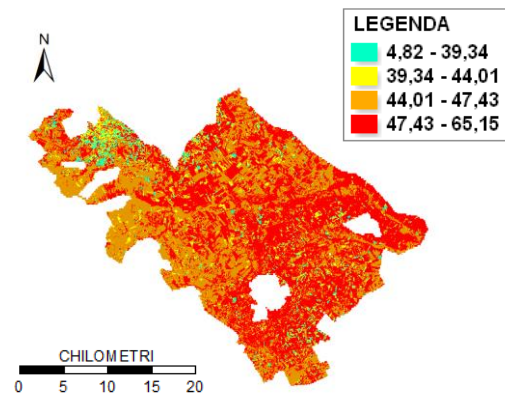 LEGENDA
4,82 - 39,34
39,34 - 44,01
44,01 - 47,43
47,43 - 65,15
N
CHILOMETRI
0 5 10 15 20